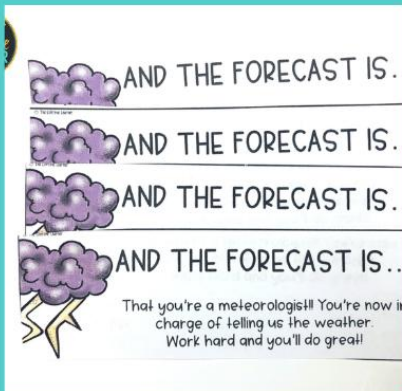 AND THE FORECAST IS.
AND THE FORECAST IS.
AND THE FORECAST IS.
AND THE FORECAST IS..
That you're a meteorologist!! You're now in
charge of telling us the weather.
Work hard and you'll do great!